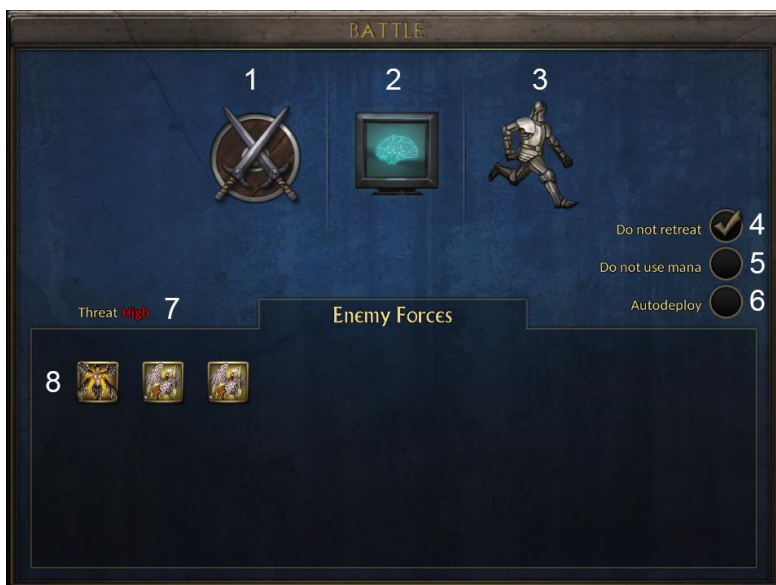 BATTLE
1 2 3
Do not retreat 4
Do not use mana 5
Autodeploy 6
Threat High 7
Enemy Forces
8